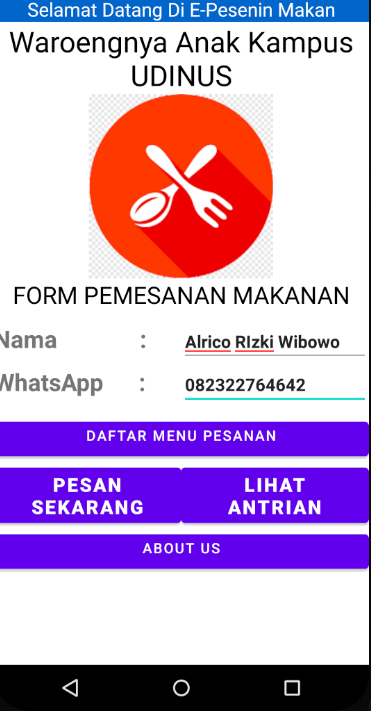 Selamat Datang Di E-Pesenin Makan
Waroengnya Anak Kampus
UDINUS
FORM PEMESANAN MAKANAN
Nama : Alrico RIzki Wibowo
WhatsApp : 082322764642
DAFTAR MENU PESANAN
PESAN SEKARANG
LIHAT ANTRIAN
ABOUT US